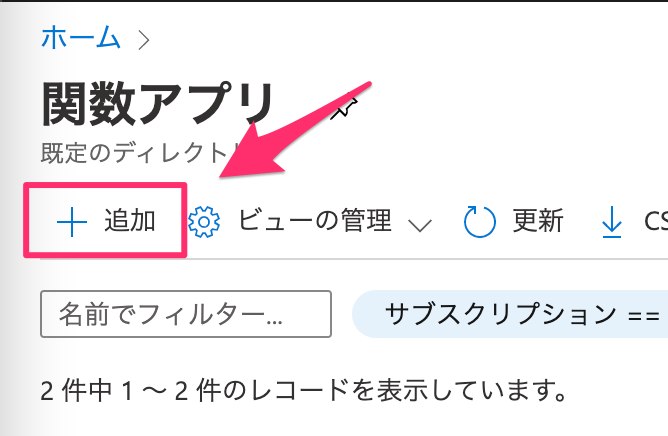 ホーム
関数アプリ
既定のディレクト
追加 ビューの管理 更新 CS
名前でフィルター... サブスクリプション ==
2 件中 1 ～ 2 件のレコードを表示しています。